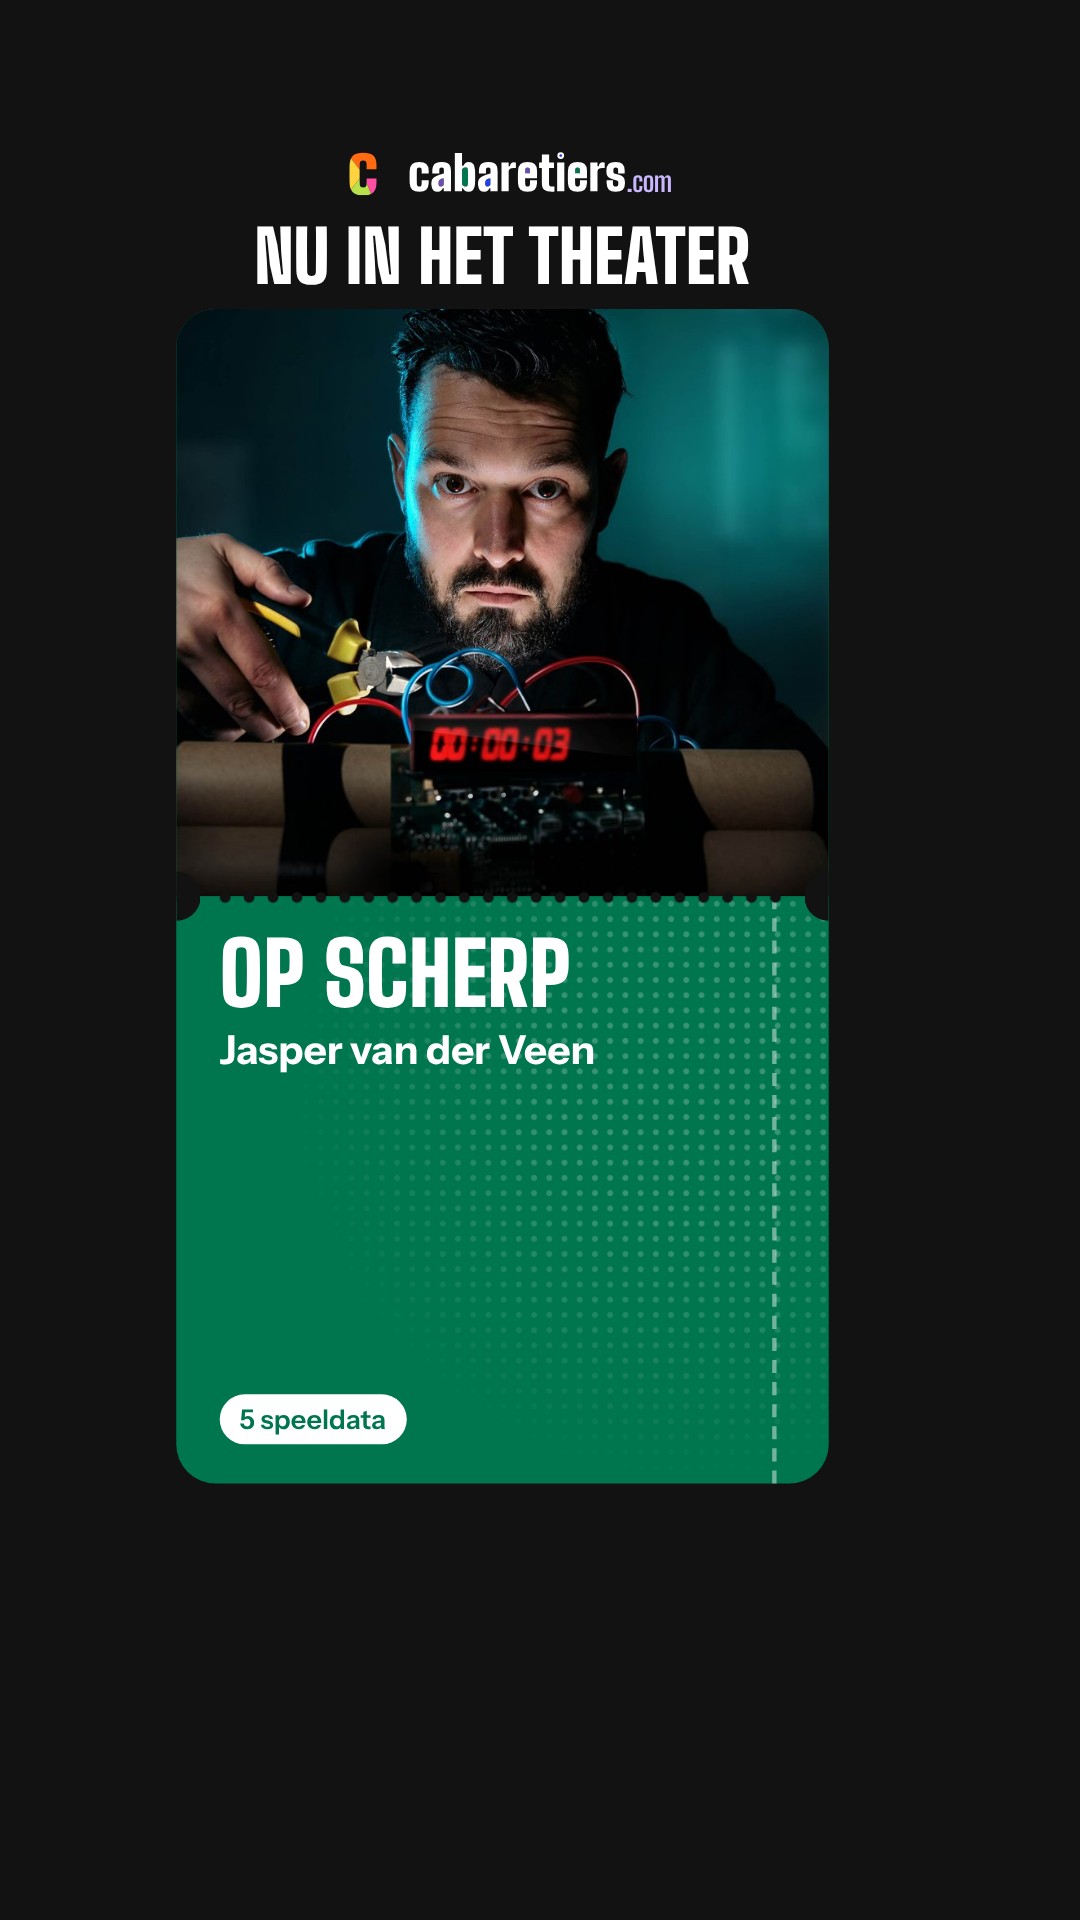 cabaretiers.com
NU IN HET THEATER
00:00:03
OP SCHERP
Jasper van der Veen
5 speeldata